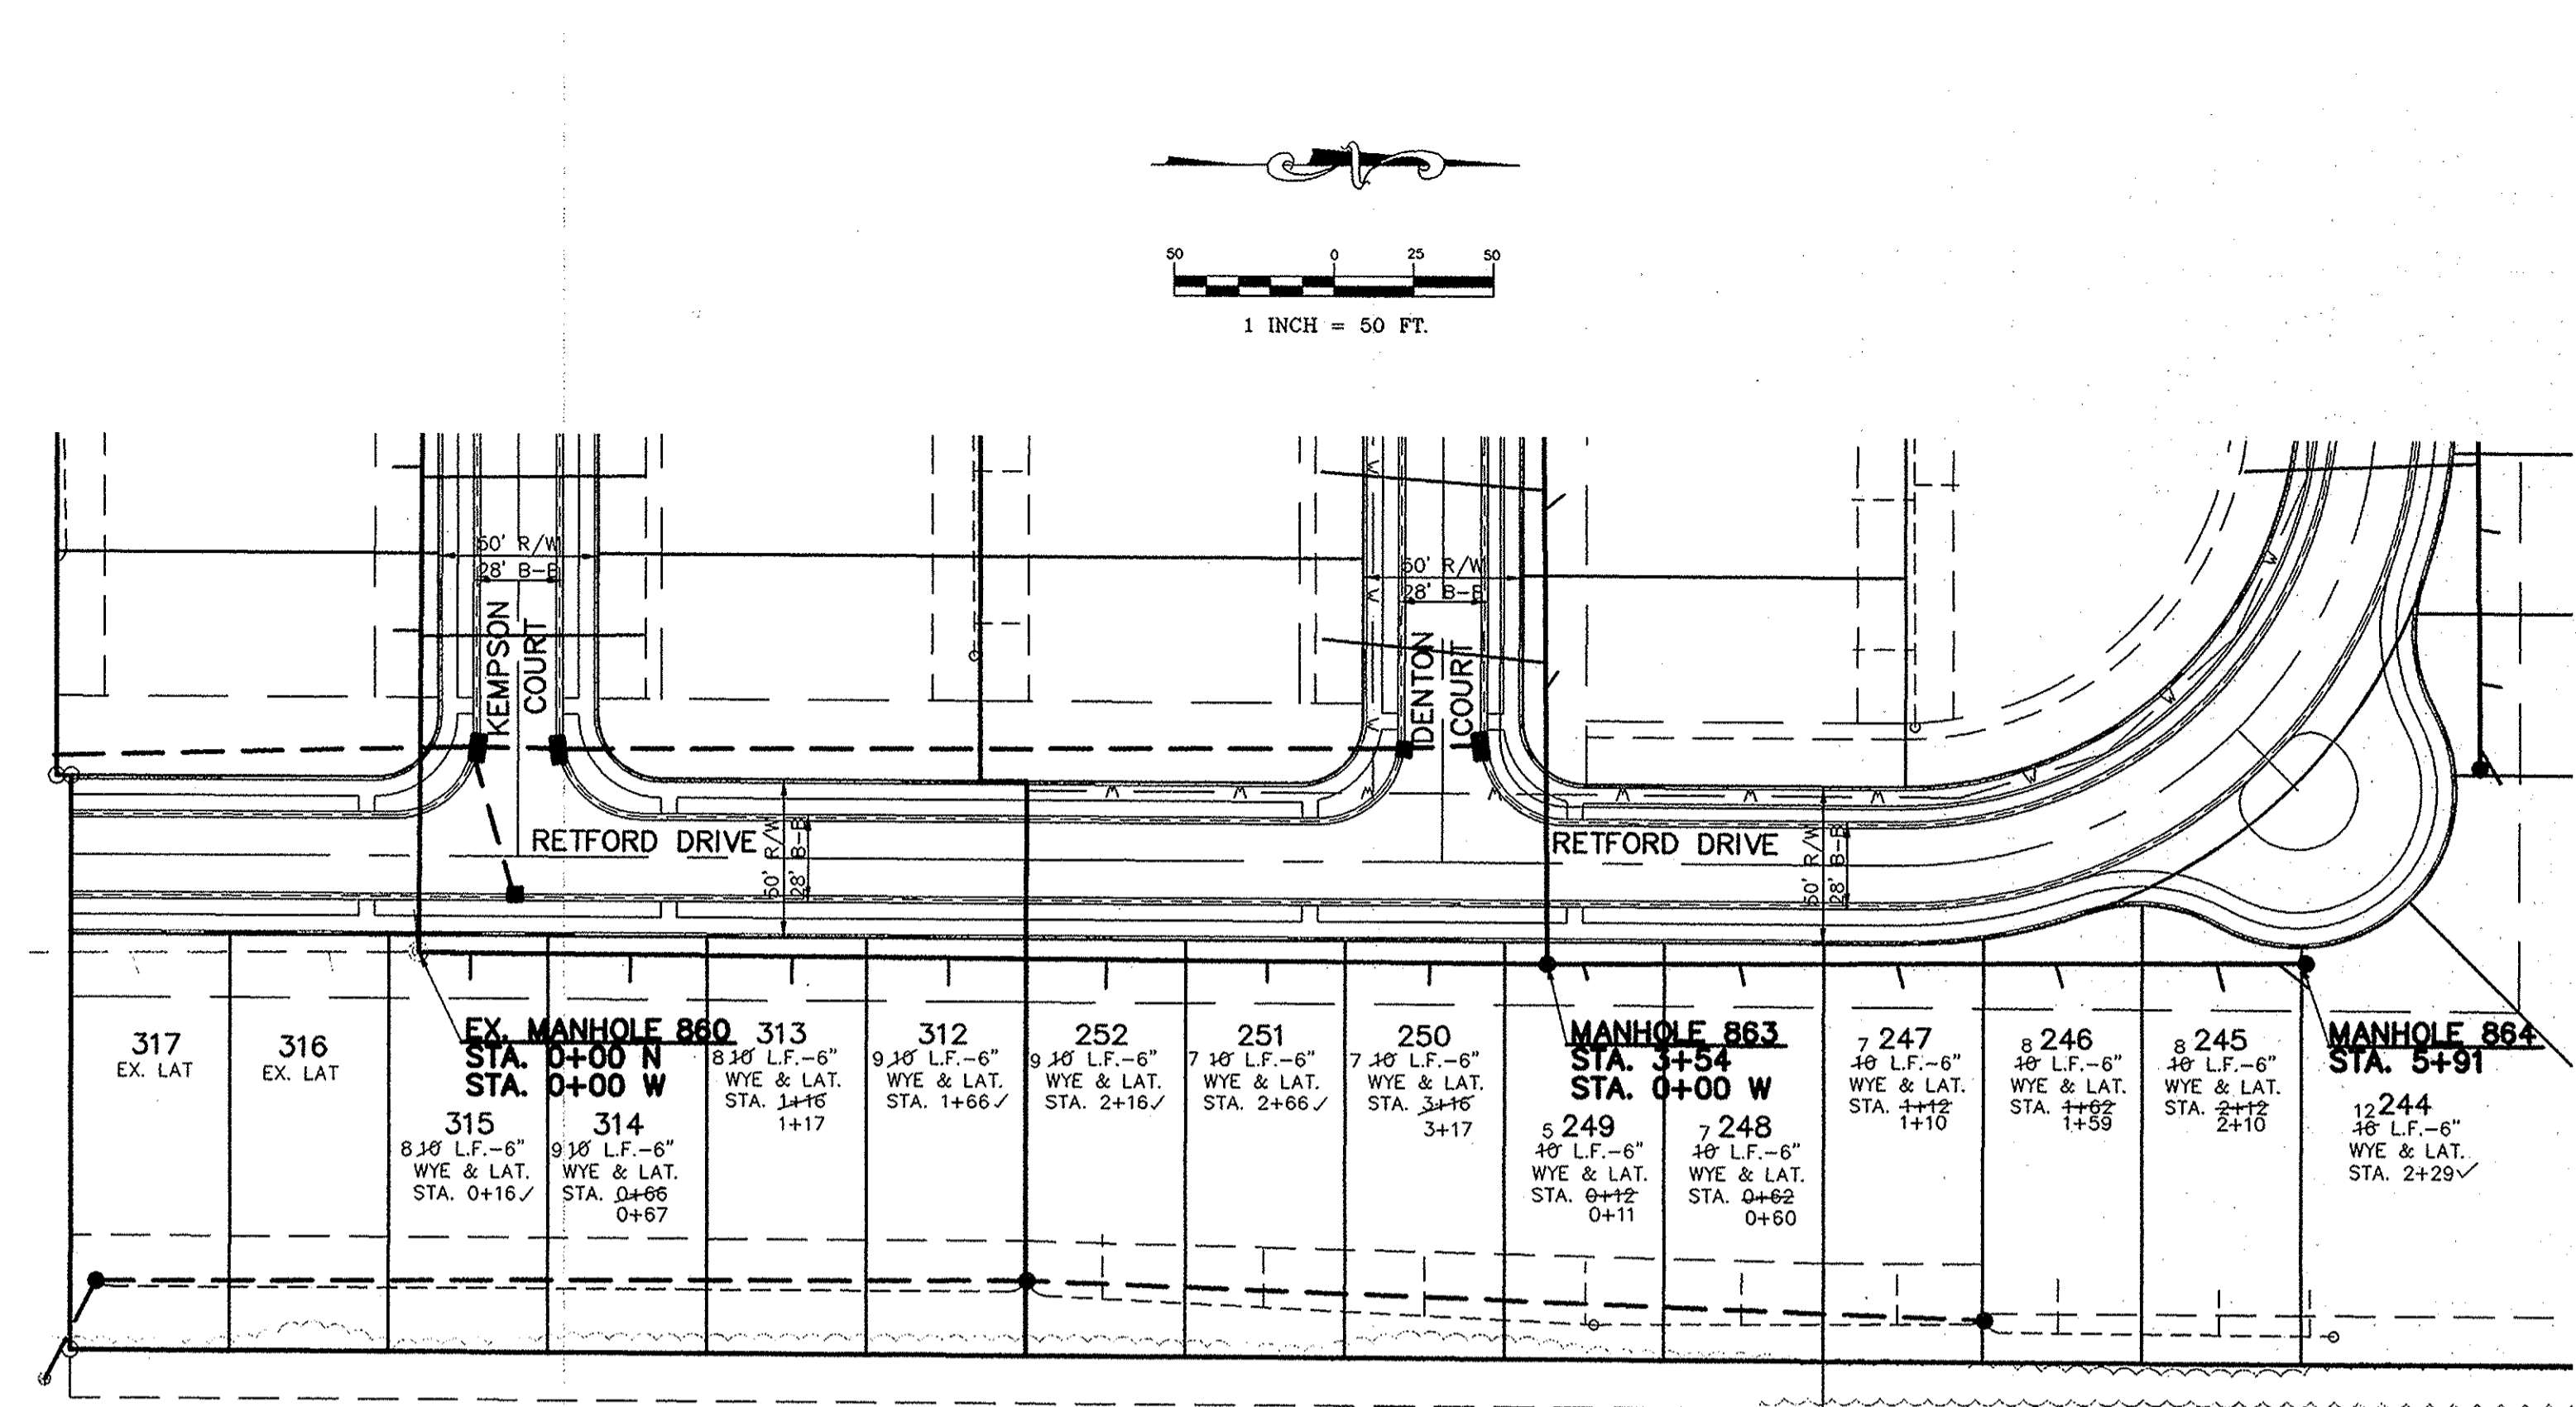 50 0 25 50
1 INCH = 50 FT.
50' R/W
28' B-B
KEMPSON
COURT
50' R/W
28' B-B
IDENTON
COURT
RETFORD DRIVE
50' R/W
28' B-B
RETFORD DRIVE
50' R/W
28' B-B
W W W W W W W W W
317
EX. LAT
316
EX. LAT
EX. MANHOLE 860
STA. 0+00 N
STA. 0+00 W
315
8 10 L.F.-6"
WYE & LAT.
STA. 0+16✓
314
9 10 L.F.-6"
WYE & LAT.
STA. 0+66
0+67
313
8 10 L.F.-6"
WYE & LAT.
STA. 1+16
1+17
312
9 10 L.F.-6"
WYE & LAT.
STA. 1+66✓
252
9 10 L.F.-6"
WYE & LAT.
STA. 2+16✓
251
7 10 L.F.-6"
WYE & LAT.
STA. 2+66✓
250
7 10 L.F.-6"
WYE & LAT.
STA. 3+16
3+17
MANHOLE 863
STA. 3+54
STA. 0+00 W
5 249
10 L.F.-6"
WYE & LAT.
STA. 0+12
0+11
7 248
10 L.F.-6"
WYE & LAT.
STA. 0+62
0+60
7 247
10 L.F.-6"
WYE & LAT.
STA. 1+12
1+10
8 246
10 L.F.-6"
WYE & LAT.
STA. 1+62
1+59
8 245
10 L.F.-6"
WYE & LAT.
STA. 2+12
2+10
MANHOLE 864
STA. 5+91
12 244
10 L.F.-6"
WYE & LAT.
STA. 2+29✓